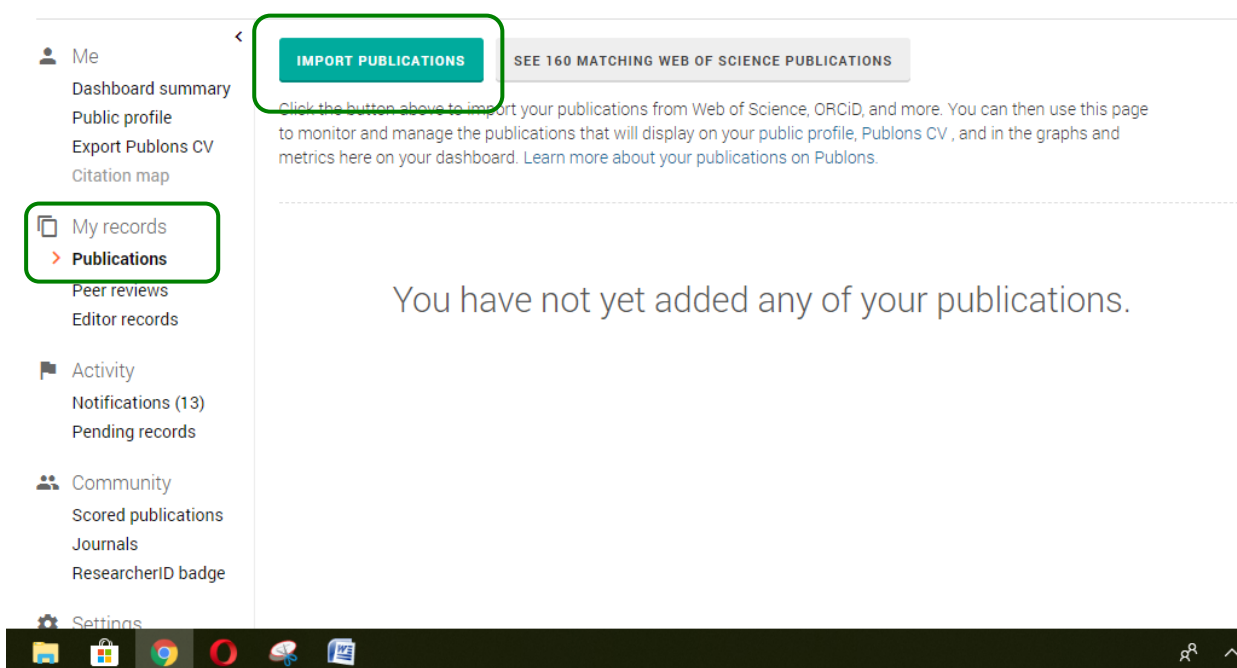 Me
Dashboard summary
Public profile
Export Publons CV
Citation map
My records
Publications
Peer reviews
Editor records
Activity
Notifications (13)
Pending records
Community
Scored publications
Journals
ResearcherID badge
Settings
IMPORT PUBLICATIONS
SEE 160 MATCHING WEB OF SCIENCE PUBLICATIONS
Click the button above to import your publications from Web of Science, ORCiD, and more. You can then use this page
to monitor and manage the publications that will display on your public profile, Publons CV , and in the graphs and
metrics here on your dashboard. Learn more about your publications on Publons.
You have not yet added any of your publications.